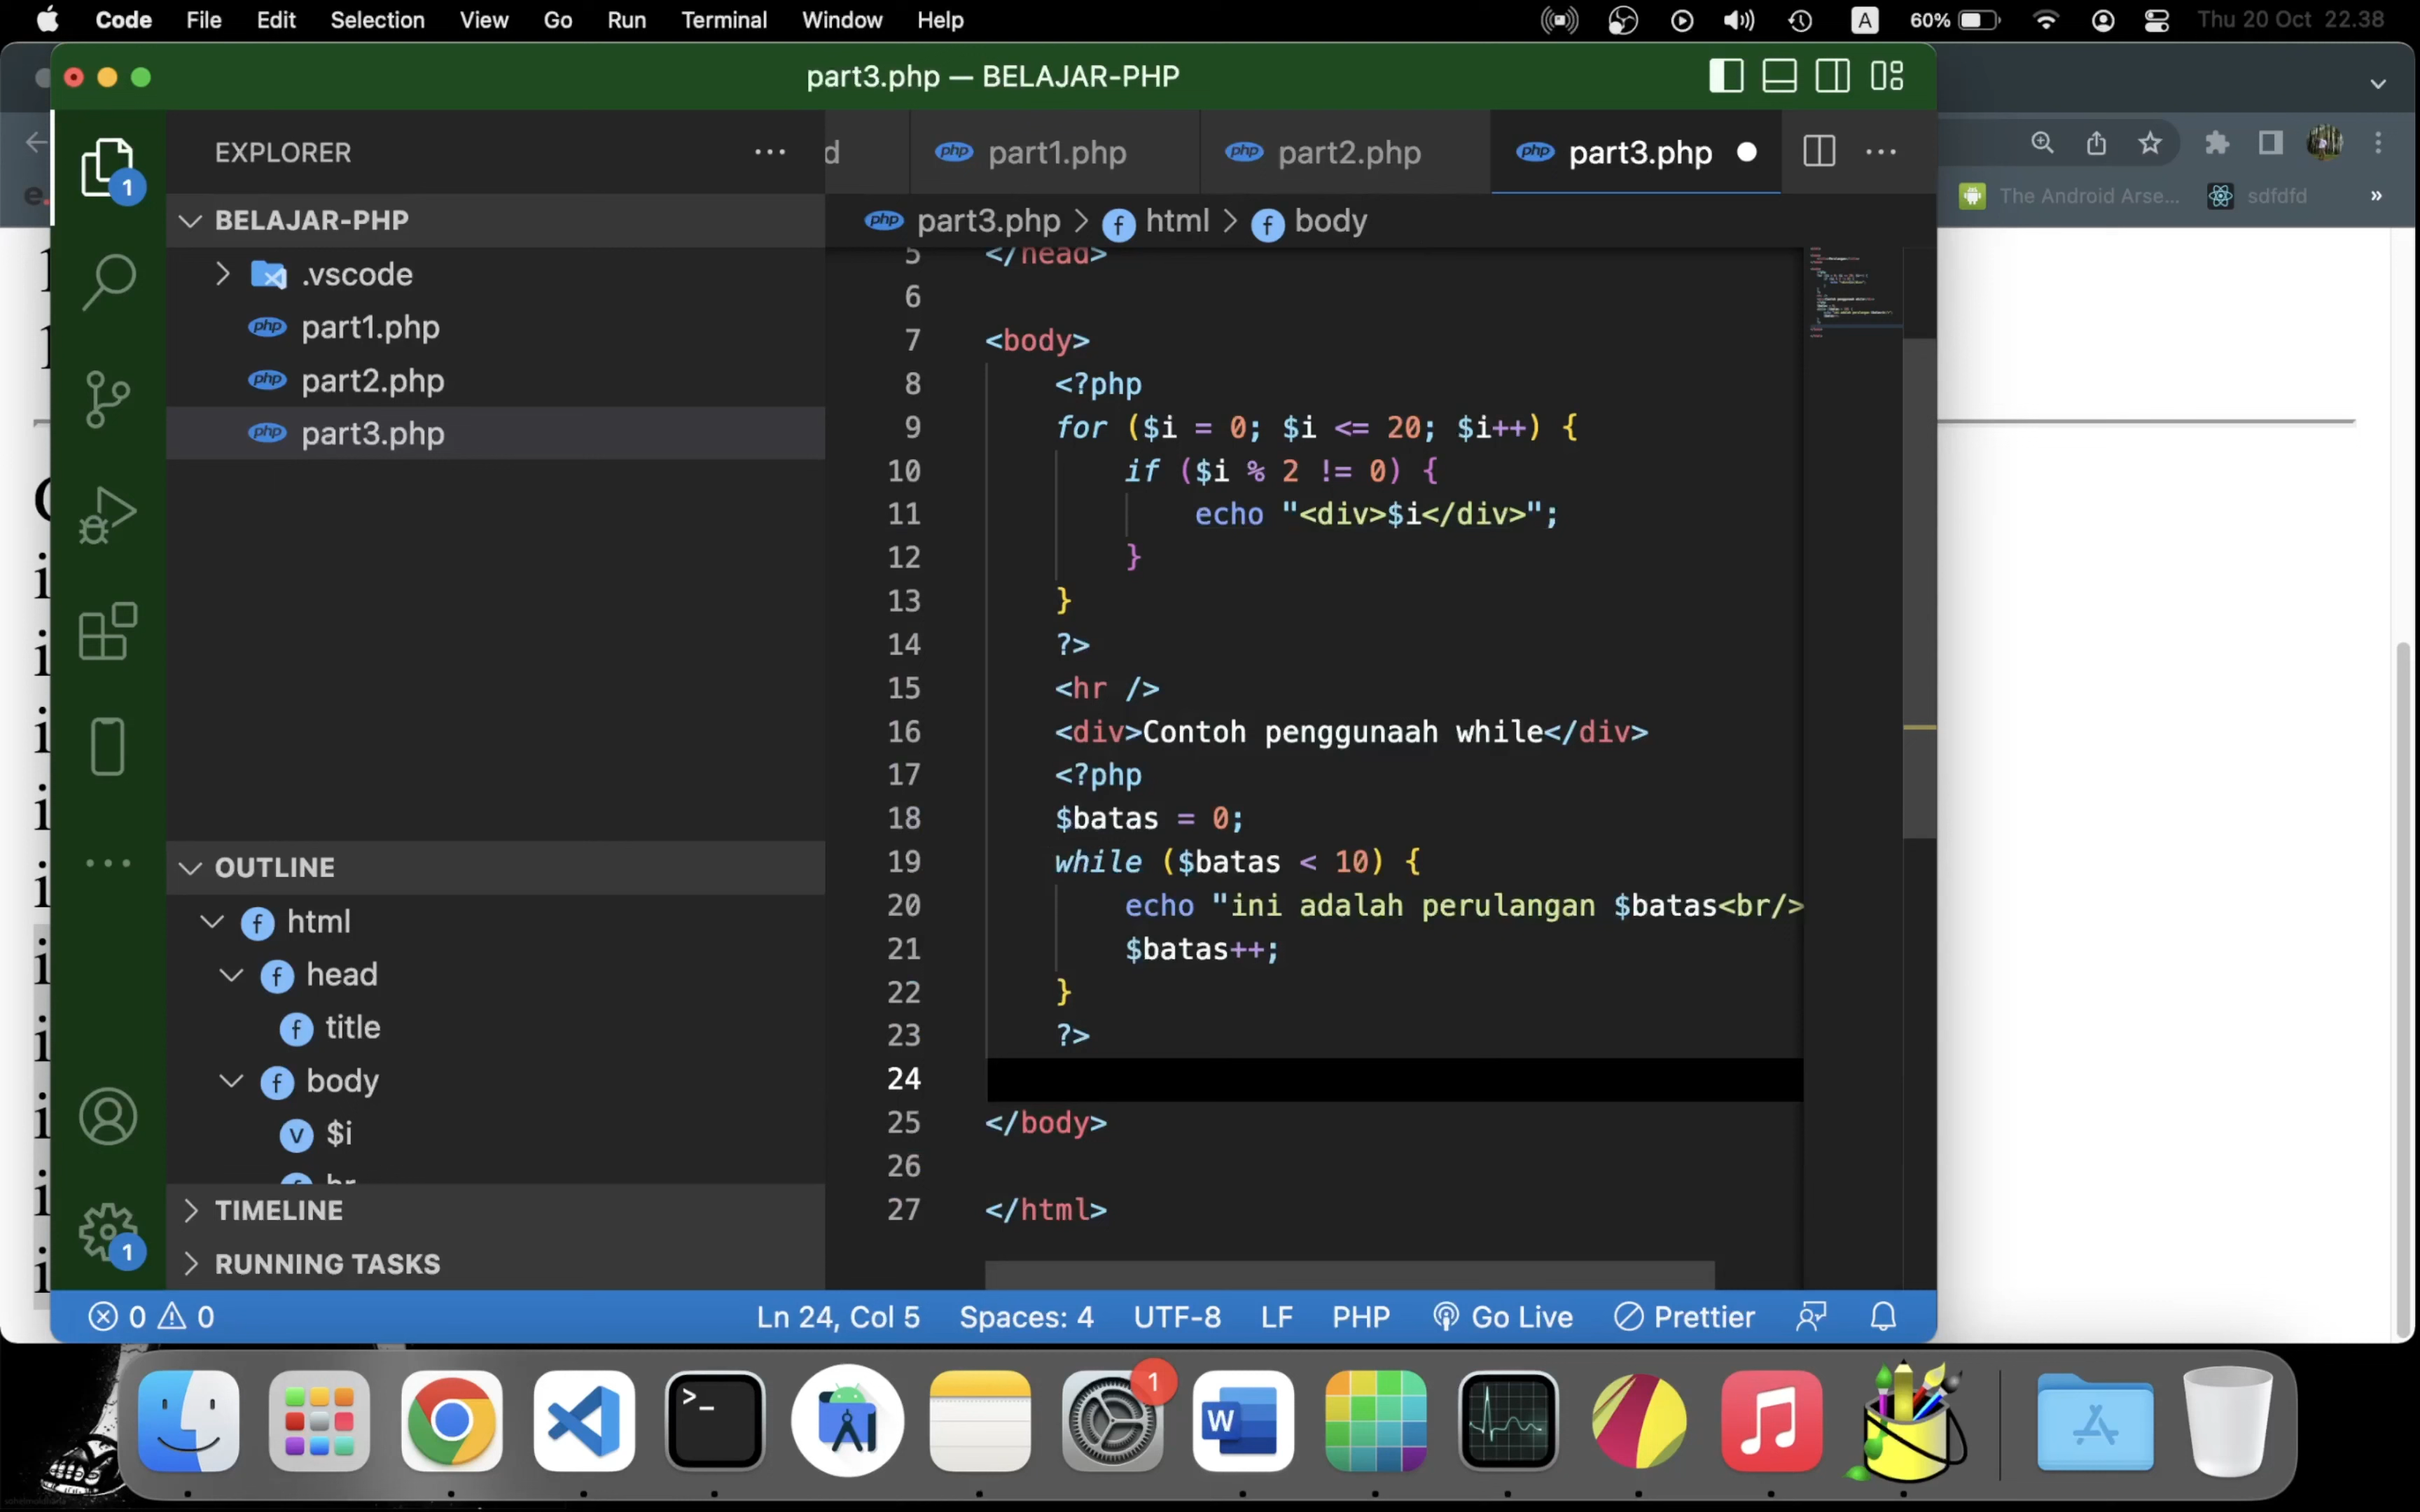 Code File Edit Selection View Go Run Terminal Window Help A 60% Thu 20 Oct 22.38
part3.php — BELAJAR-PHP
EXPLORER
d part1.php part2.php part3.php
BELAJAR-PHP
part3.php > html > body
The Android Arse... sdfdfd »
.vscode
part1.php
part2.php
part3.php
5 </head>
6
7 <body>
8 <?php
9 for ($i = 0; $i <= 20; $i++) {
10 if ($i % 2 != 0) {
11 echo "<div>$i</div>";
12 }
13 }
14 ?>
15 <hr />
16 <div>Contoh penggunaah while</div>
17 <?php
18 $batas = 0;
19 while ($batas < 10) {
20 echo "ini adalah perulangan $batas<br/>
21 $batas++;
22 }
23 ?>
24
25 </body>
26
27 </html>
OUTLINE
html
head
title
body
$i
hr
TIMELINE
RUNNING TASKS
0 0 Ln 24, Col 5 Spaces: 4 UTF-8 LF PHP Go Live Prettier